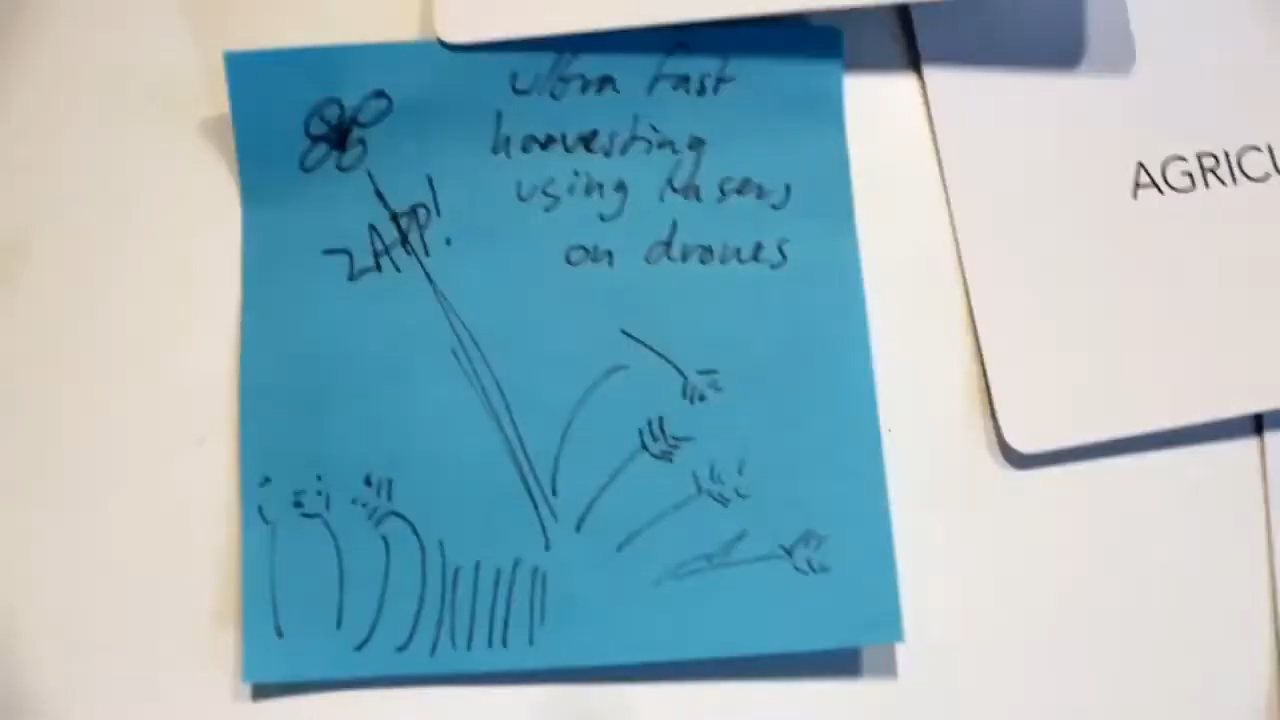 ultra fast
harvesting
using lasers
on drones
ZAPP!
AGRICU